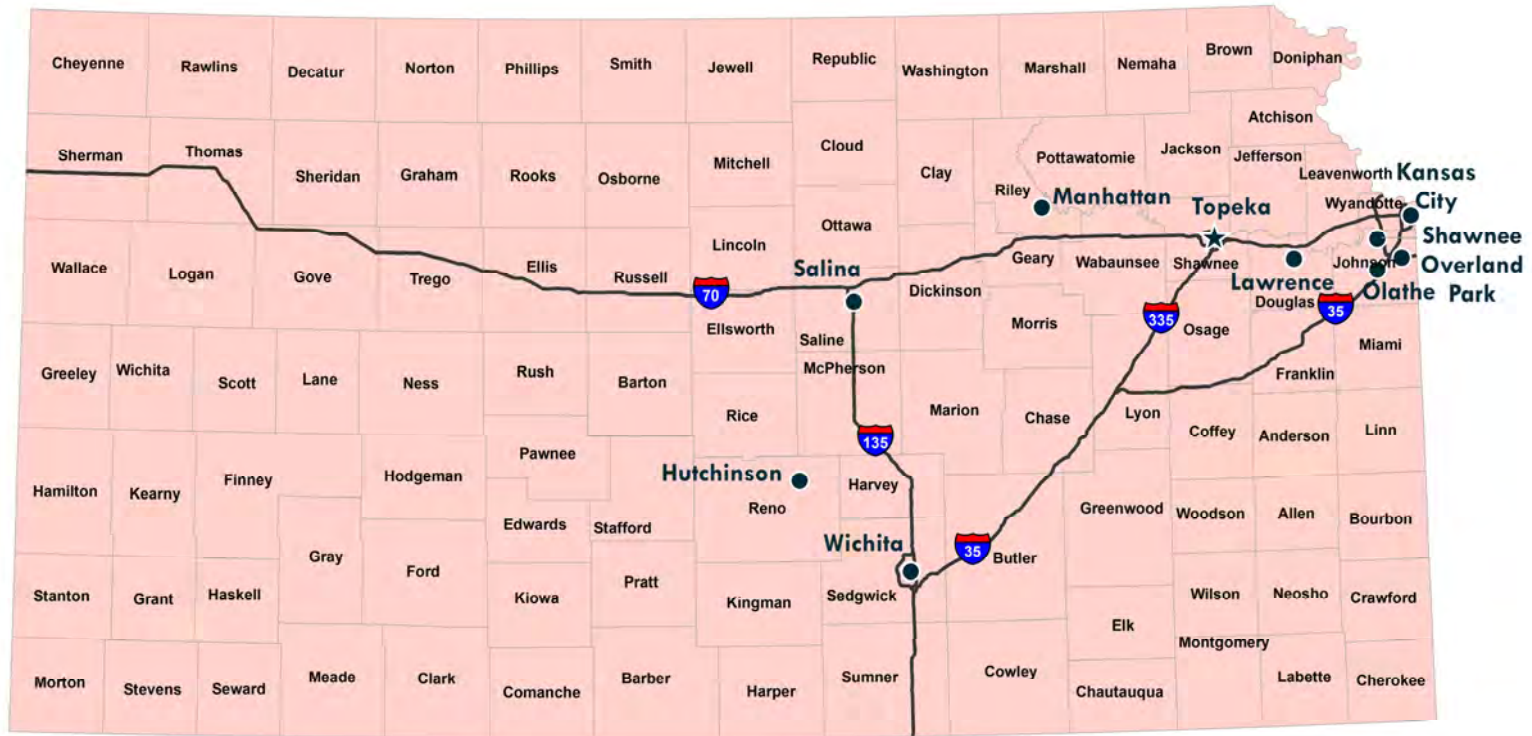 Cheyenne
Rawlins
Decatur
Norton
Phillips
Smith
Jewell
Republic
Washington
Marshall
Nemaha
Brown
Doniphan
Sherman
Thomas
Sheridan
Graham
Rooks
Osborne
Mitchell
Cloud
Clay
Riley
Pottawatomie
Jackson
Atchison
Jefferson
Leavenworth
Kansas
City
Wyandotte
Manhattan
Topeka
Shawnee
Wallace
Logan
Gove
Trego
Ellis
Russell
Lincoln
Ottawa
Salina
70
Dickinson
Geary
Wabaunsee
Shawnee
Lawrence
Douglas
Johnson
Overland
Park
Olathe
35
335
Ellsworth
Saline
Morris
Osage
Miami
Franklin
Greeley
Wichita
Scott
Lane
Ness
Rush
Barton
McPherson
Rice
Marion
Chase
Lyon
Coffey
Anderson
Linn
135
Hamilton
Kearny
Finney
Hodgeman
Pawnee
Hutchinson
Reno
Harvey
Edwards
Stafford
Greenwood
Woodson
Allen
Bourbon
Gray
Ford
Wichita
35
Butler
Stanton
Grant
Haskell
Kiowa
Pratt
Kingman
Sedgwick
Elk
Wilson
Neosho
Crawford
Montgomery
Morton
Stevens
Seward
Meade
Clark
Comanche
Barber
Harper
Sumner
Cowley
Chautauqua
Labette
Cherokee